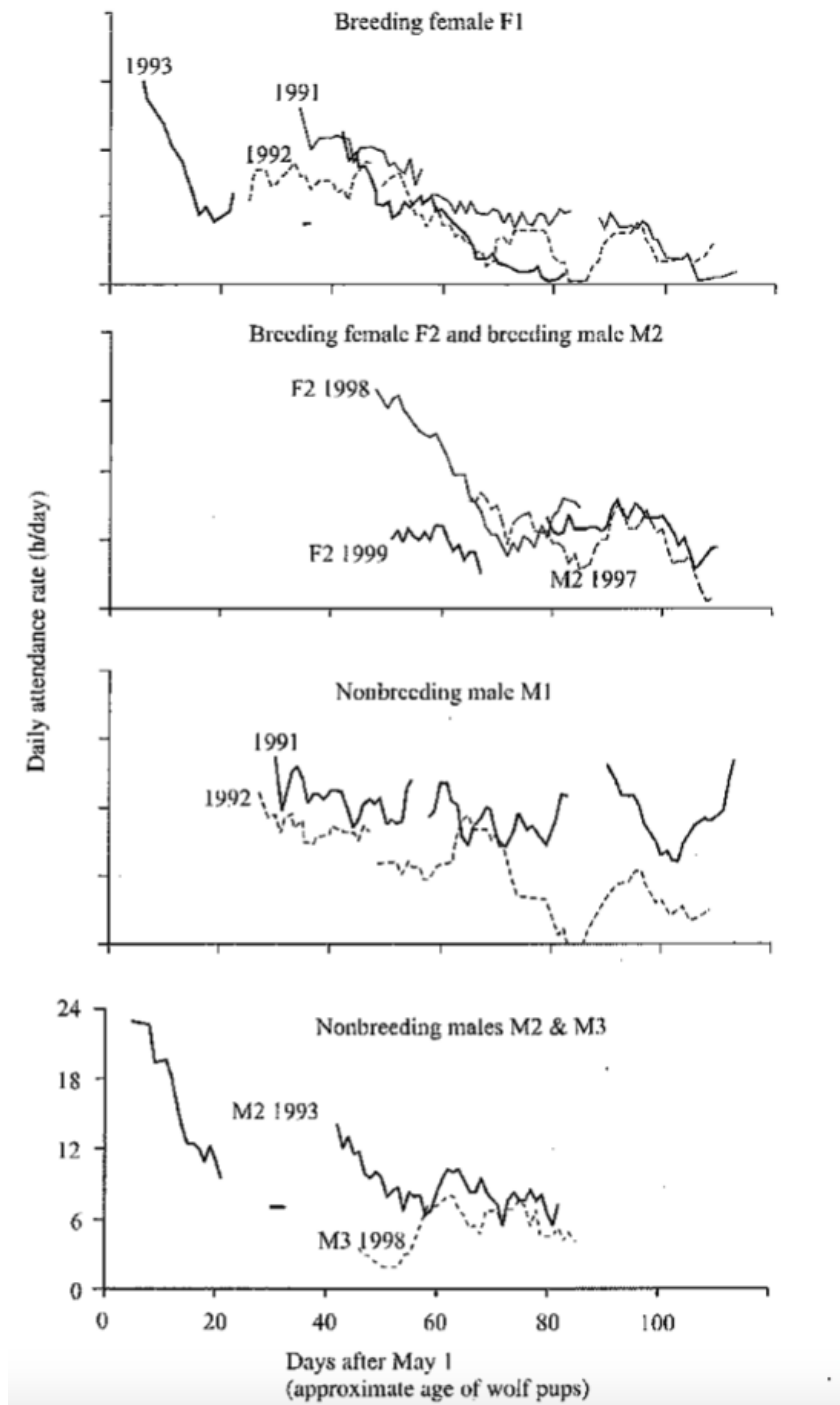 Breeding female F1
1993
1991
1992
Breeding female F2 and breeding male M2
F2 1998
F2 1999
M2 1997
Daily attendance rate (h/day)
Nonbreeding male M1
1991
1992
24
Nonbreeding males M2 & M3
18
M2 1993
12
6
M3 1998
0
0 20 40 60 80 100
Days after May 1
(approximate age of wolf pups)